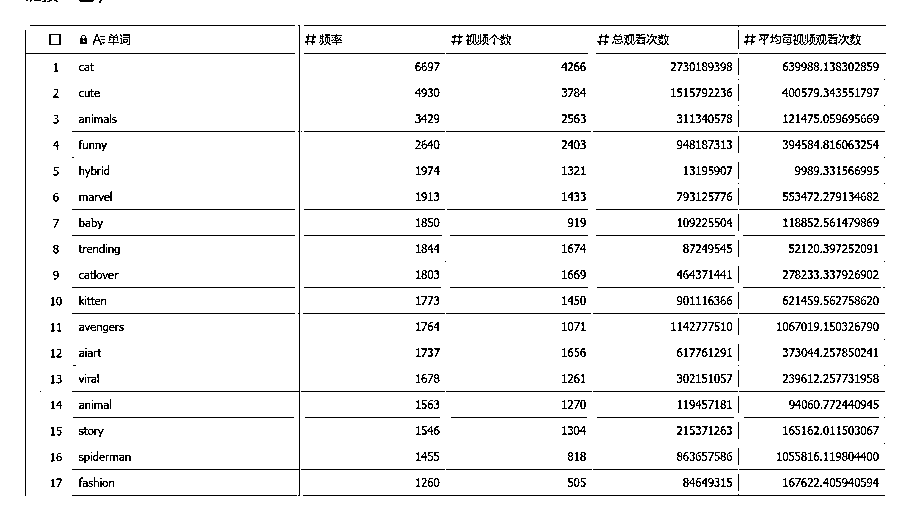 单词 频率 视频个数 总观看次数 平均每视频观看次数
1 cat 6697 4266 2730189398 639988.138302859
2 cute 4930 3784 1515792236 400579.343551797
3 animals 3429 2563 311340578 121475.059695669
4 funny 2640 2403 948187313 394584.816063254
5 hybrid 1974 1321 13195907 9989.331566995
6 marvel 1913 1433 793125776 553472.279134682
7 baby 1850 919 109225504 118852.561479869
8 trending 1844 1674 87249545 52120.397252091
9 catlover 1803 1669 464371441 278233.337926902
10 kitten 1773 1450 901116366 621459.562758620
11 avengers 1764 1071 1142777510 1067019.150326790
12 aiart 1737 1656 617761291 373044.257850241
13 viral 1678 1261 302151057 239612.257731958
14 animal 1563 1270 119457181 94060.772440945
15 story 1546 1304 215371263 165162.011503067
16 spiderman 1455 818 863657586 1055816.119804400
17 fashion 1260 505 84649315 167622.405940594